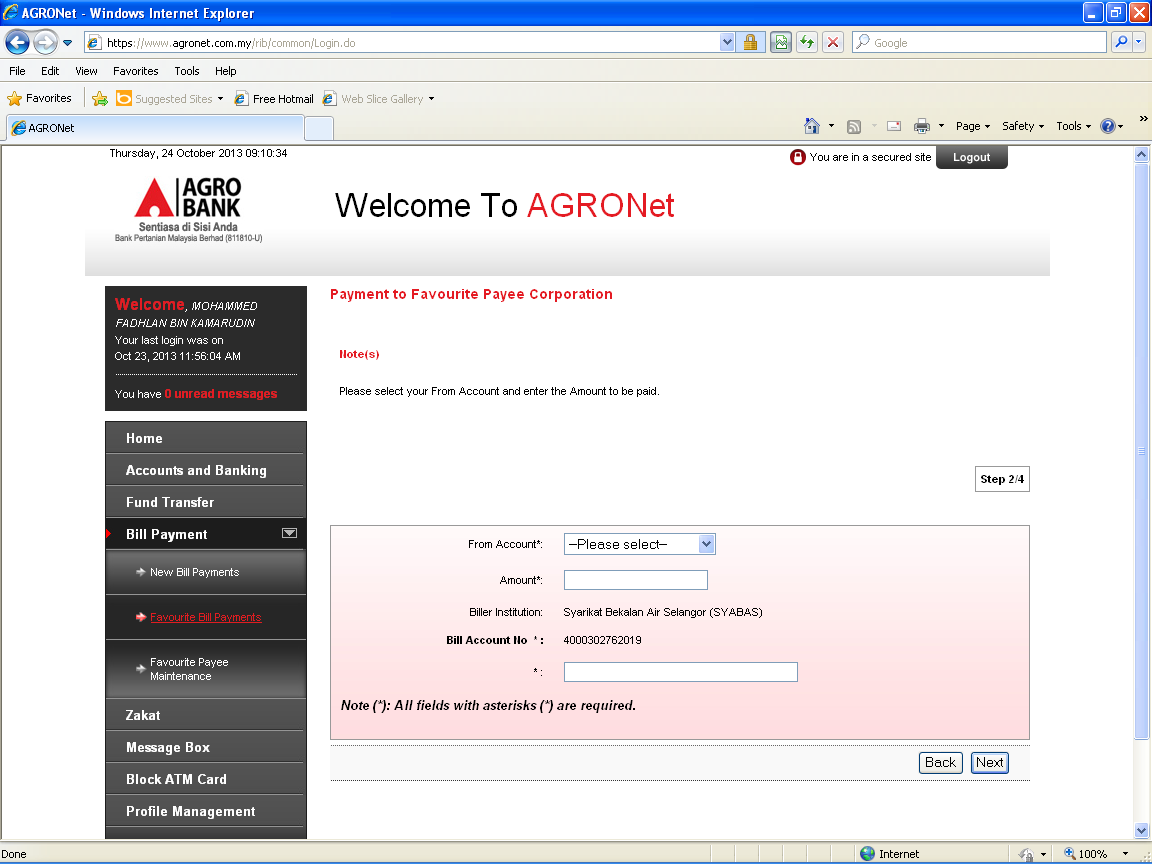 AGRONet - Windows Internet Explorer
https://www.agronet.com.my/rib/common/Login.do
Google
File Edit View Favorites Tools Help
Favorites Suggested Sites Free Hotmail Web Slice Gallery
AGRONet
Page Safety Tools
Thursday, 24 October 2013 09:10:34
You are in a secured site
Logout
AGRO
BANK
Sentiasa di Sisi Anda
Bank Pertanian Malaysia Berhad (811810-U)
Welcome To AGRONet
Welcome, MOHAMMED
FADHLAN BIN KAMARUDIN
Your last login was on
Oct 23, 2013 11:56:04 AM
You have 0 unread messages
Home
Accounts and Banking
Fund Transfer
Bill Payment
New Bill Payments
Favourite Bill Payments
Favourite Payee
Maintenance
Zakat
Message Box
Block ATM Card
Profile Management
Payment to Favourite Payee Corporation
Note(s)
Please select your From Account and enter the Amount to be paid.
Step 2/4
From Account*: --Please select--
Amount*:
Biller Institution: Syarikat Bekalan Air Selangor (SYABAS)
Bill Account No *: 4000302762019
*:
Note (*): All fields with asterisks (*) are required.
Back Next
Done
Internet
100%